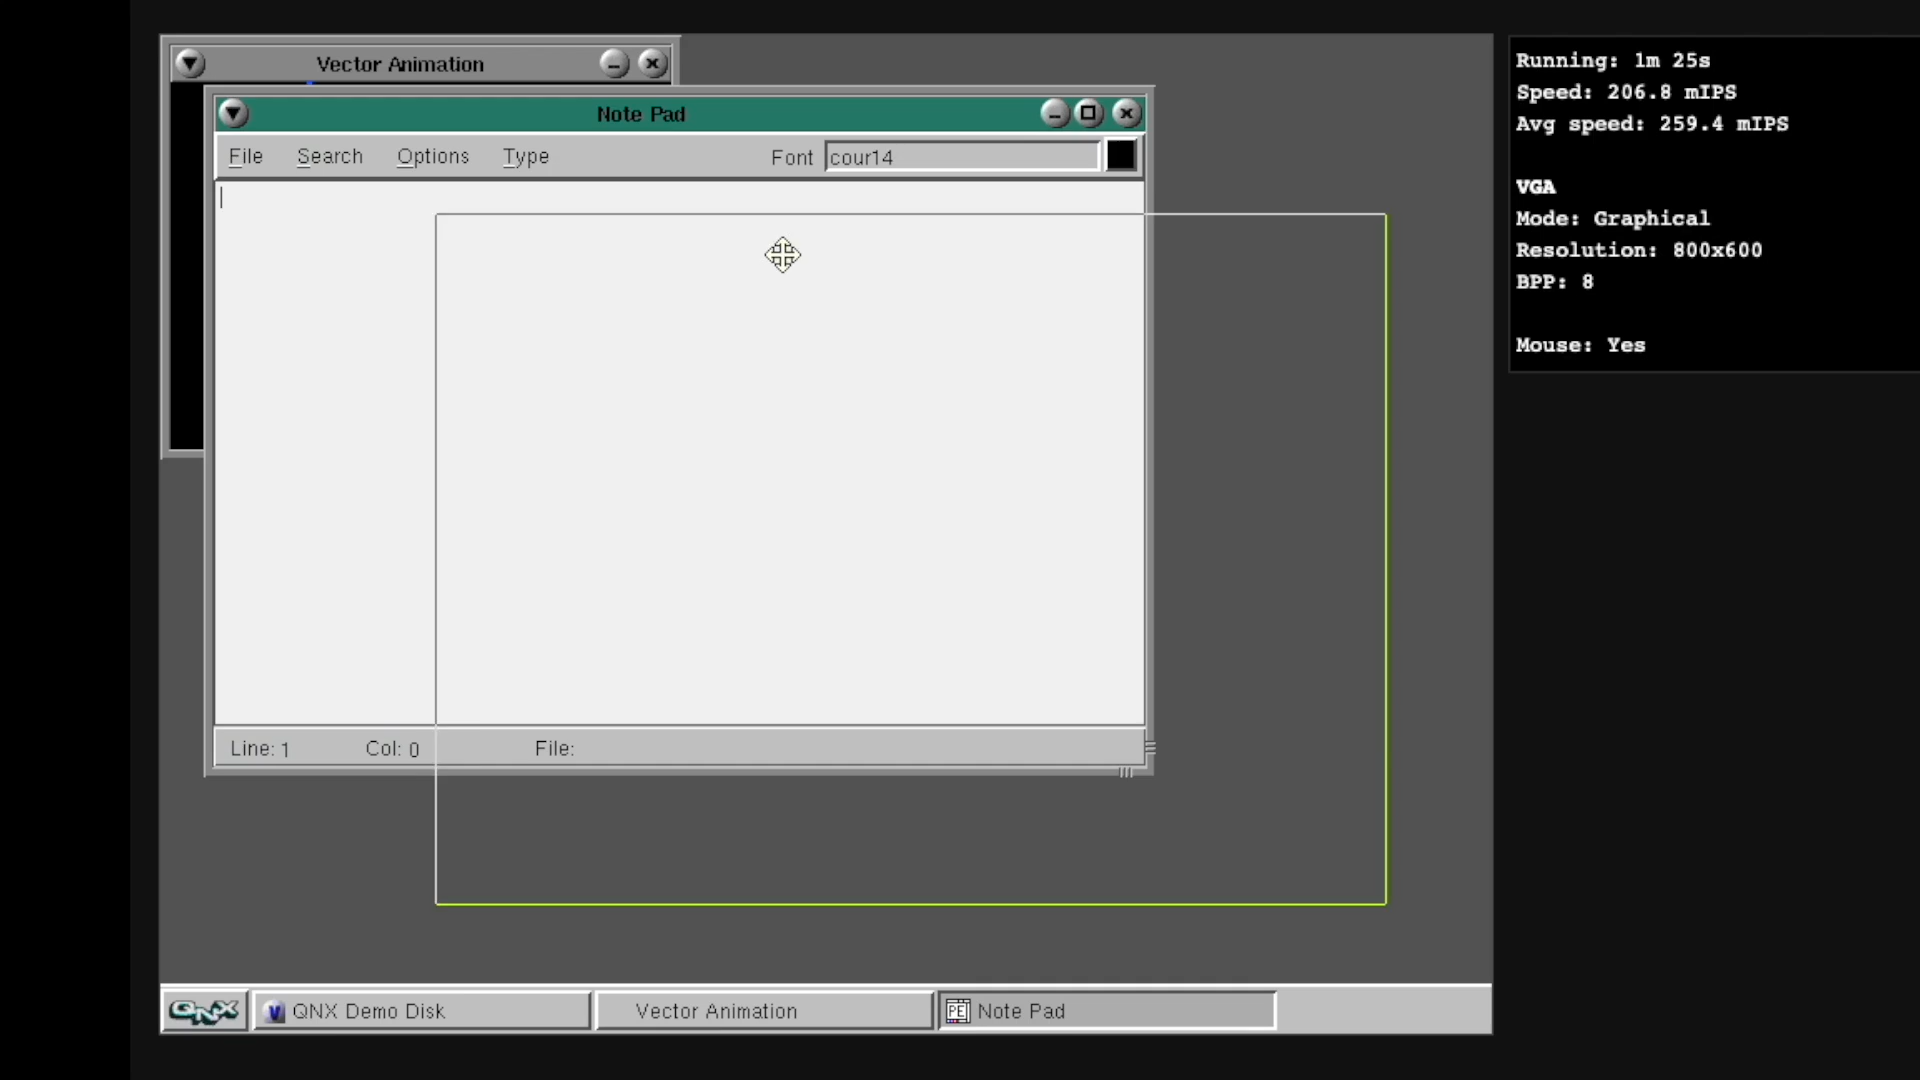 Vector Animation
Note Pad
File Search Options Type Font cour14
Line: 1 Col: 0 File:
QNX QNX Demo Disk Vector Animation PE Note Pad
Running: 1m 25s
Speed: 206.8 mIPS
Avg speed: 259.4 mIPS
VGA
Mode: Graphical
Resolution: 800x600
BPP: 8
Mouse: Yes